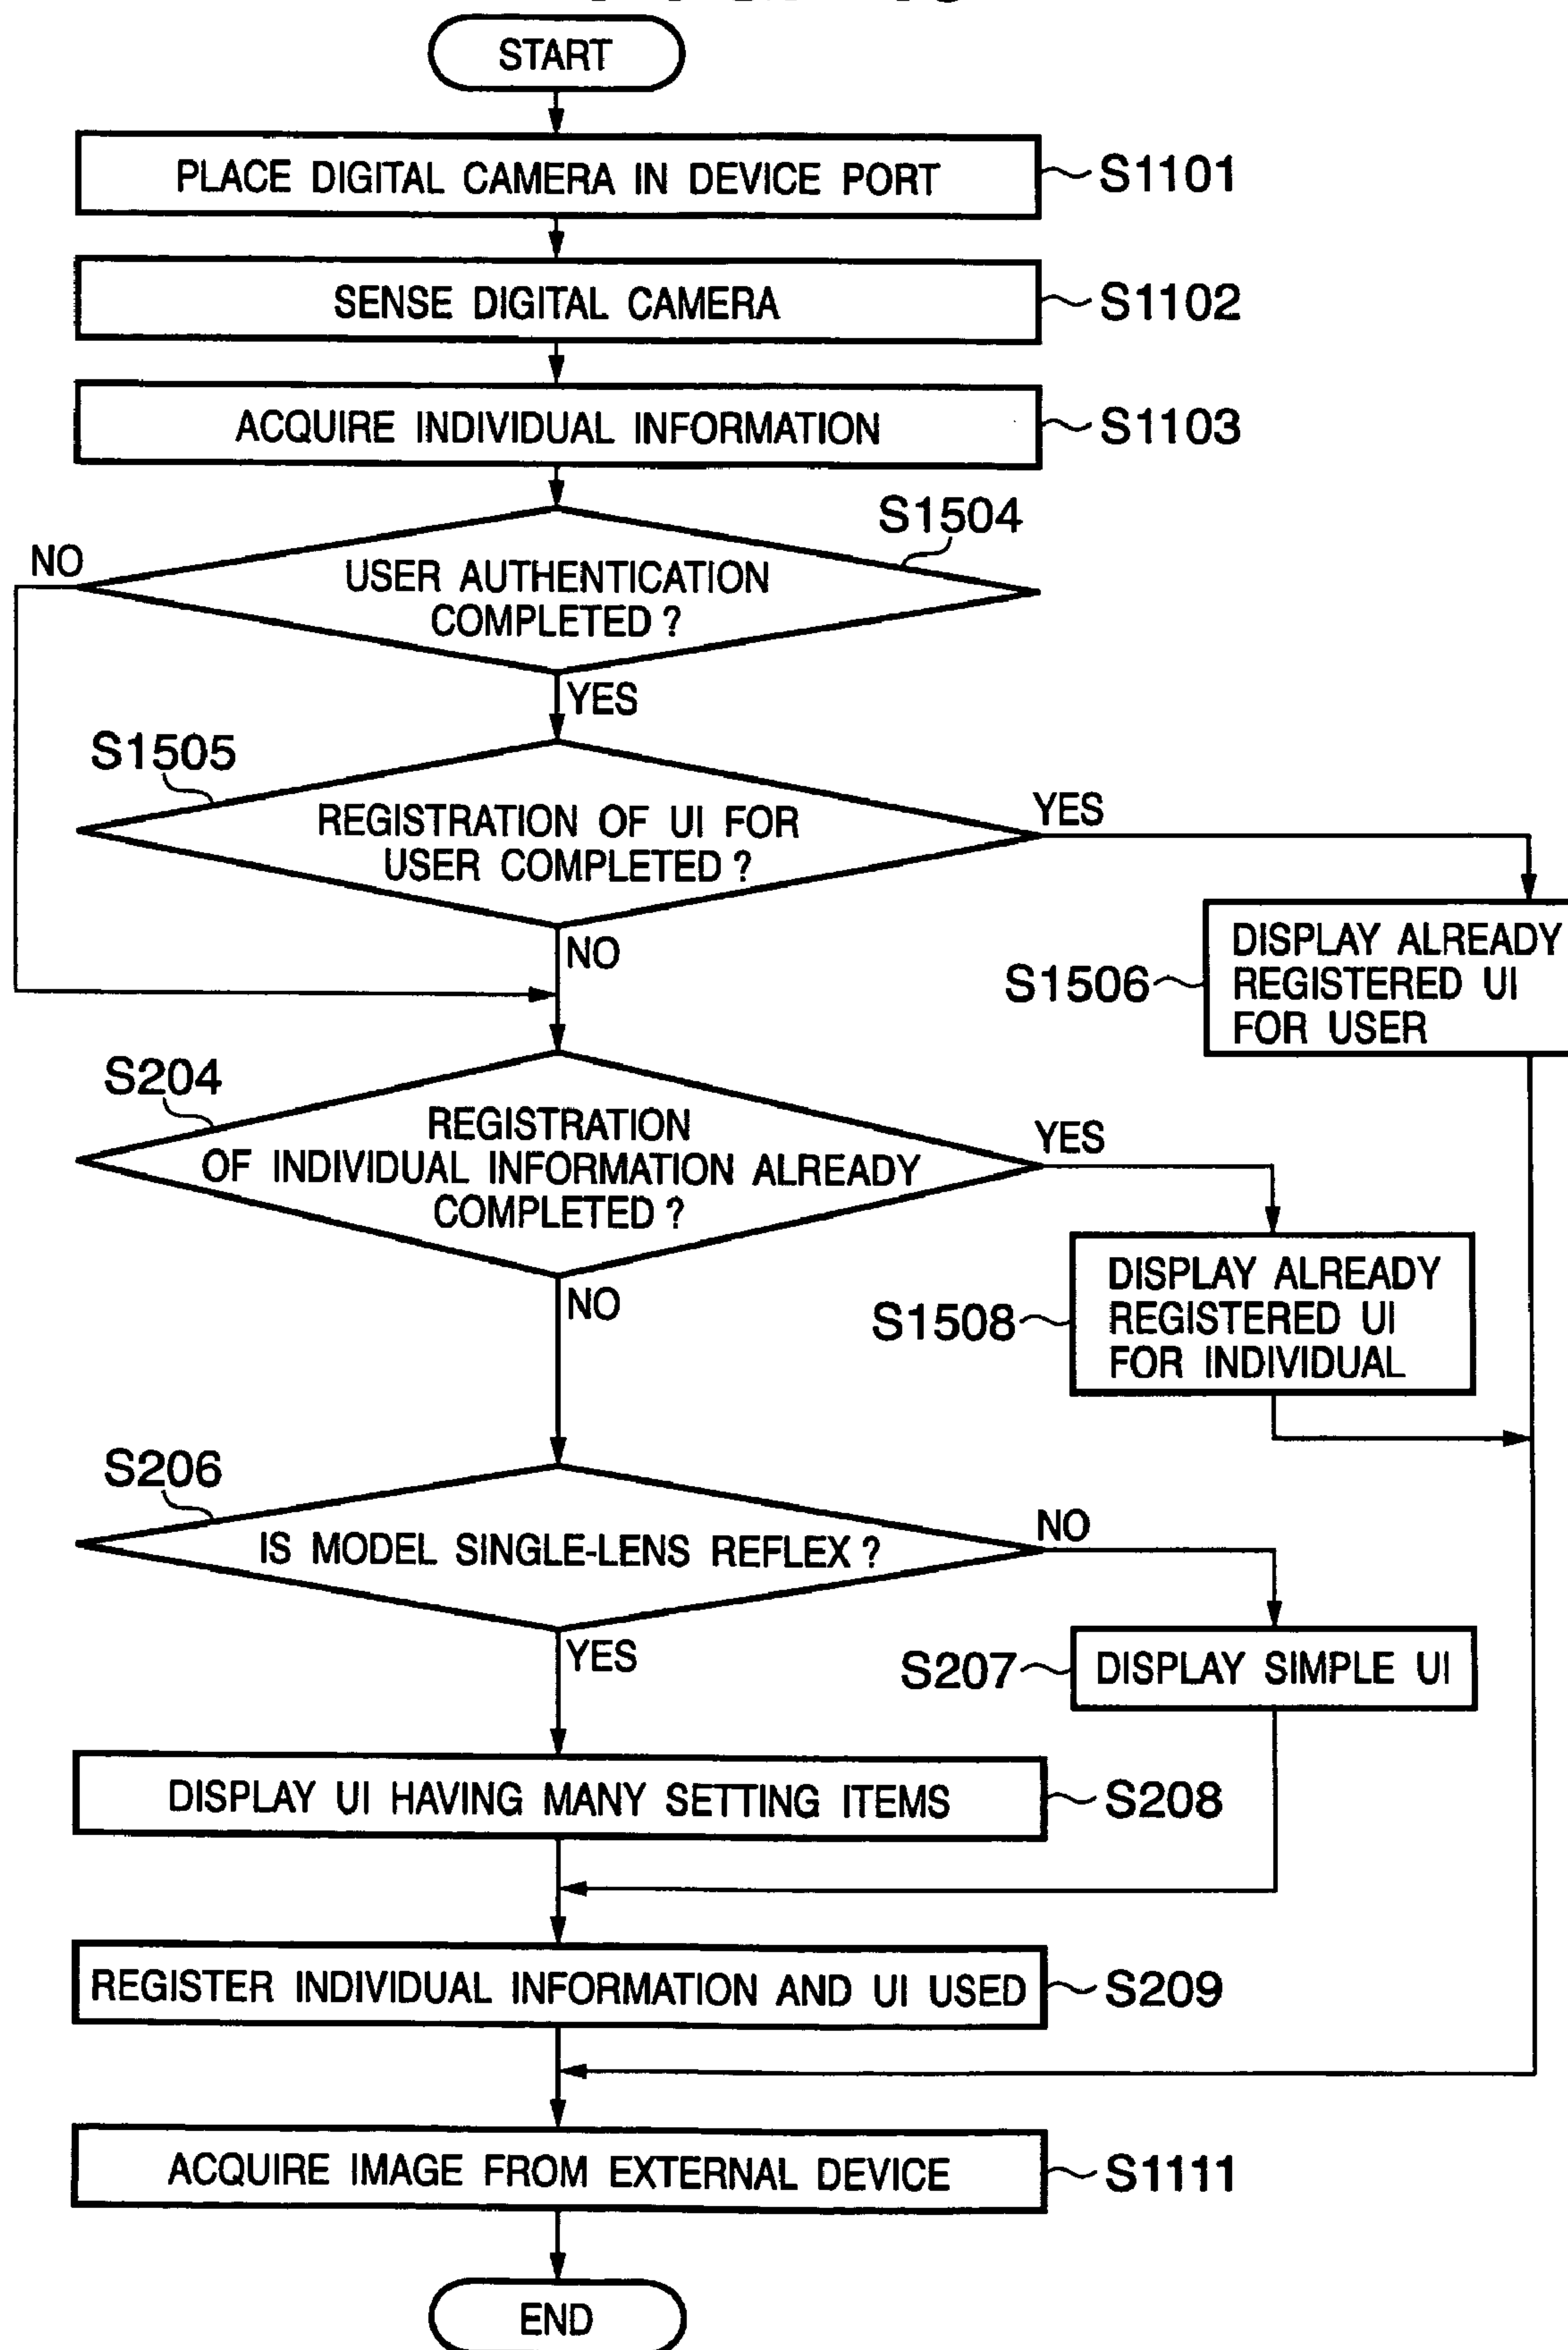 START
PLACE DIGITAL CAMERA IN DEVICE PORT
S1101
SENSE DIGITAL CAMERA
S1102
ACQUIRE INDIVIDUAL INFORMATION
S1103
S1504
NO
USER AUTHENTICATION
COMPLETED ?
YES
S1505
REGISTRATION OF UI FOR
USER COMPLETED ?
YES
NO
S1506
DISPLAY ALREADY
REGISTERED UI
FOR USER
S204
REGISTRATION
OF INDIVIDUAL INFORMATION ALREADY
COMPLETED ?
YES
NO
S1508
DISPLAY ALREADY
REGISTERED UI
FOR INDIVIDUAL
S206
IS MODEL SINGLE-LENS REFLEX ?
NO
YES
S207
DISPLAY SIMPLE UI
DISPLAY UI HAVING MANY SETTING ITEMS
S208
REGISTER INDIVIDUAL INFORMATION AND UI USED
S209
ACQUIRE IMAGE FROM EXTERNAL DEVICE
S1111
END